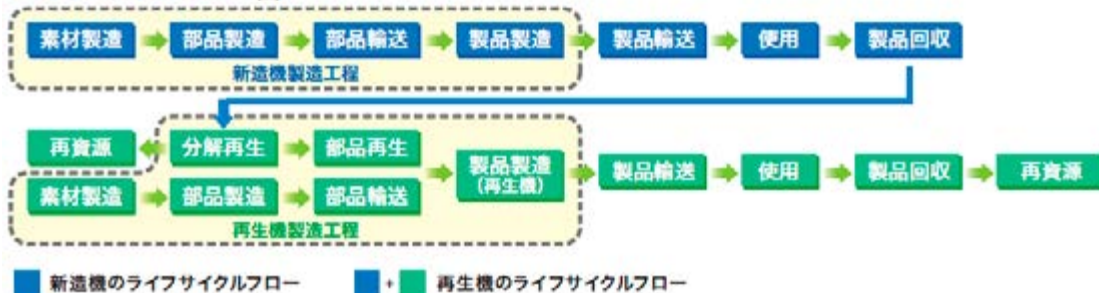 素材製造 部品製造 部品輸送 製品製造 製品輸送 使用 製品回収
新造機製造工程
再資源 分解再生 部品再生
製品製造
(再生機)
製品輸送 使用 製品回収 再資源
素材製造 部品製造 部品輸送
再生機製造工程
新造機のライフサイクルフロー + 再生機のライフサイクルフロー